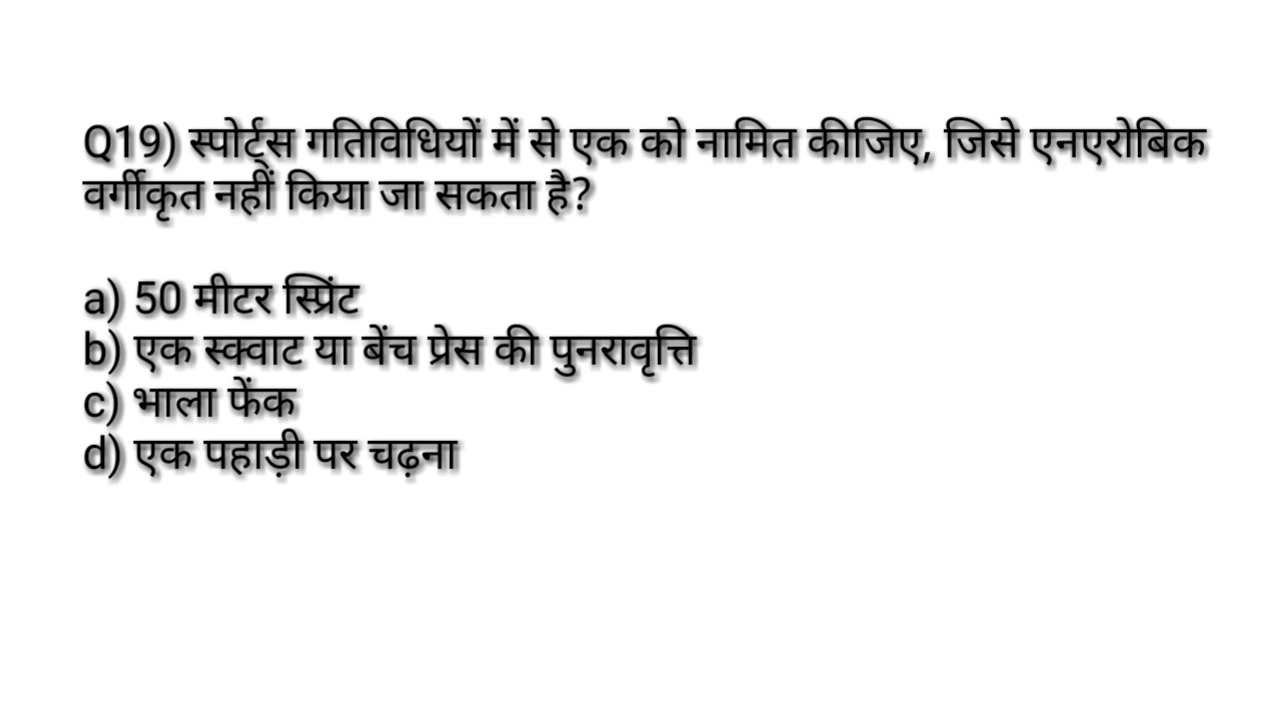 Q19) स्पोर्ट्स गतिविधियों में से एक को नामित कीजिए, जिसे एनएरोबिक
वर्गीकृत नहीं किया जा सकता है?
a) 50 मीटर स्प्रिंट
b) एक स्क्वाट या बेंच प्रेस की पुनरावृत्ति
c) भाला फेंक
d) एक पहाड़ी पर चढ़ना